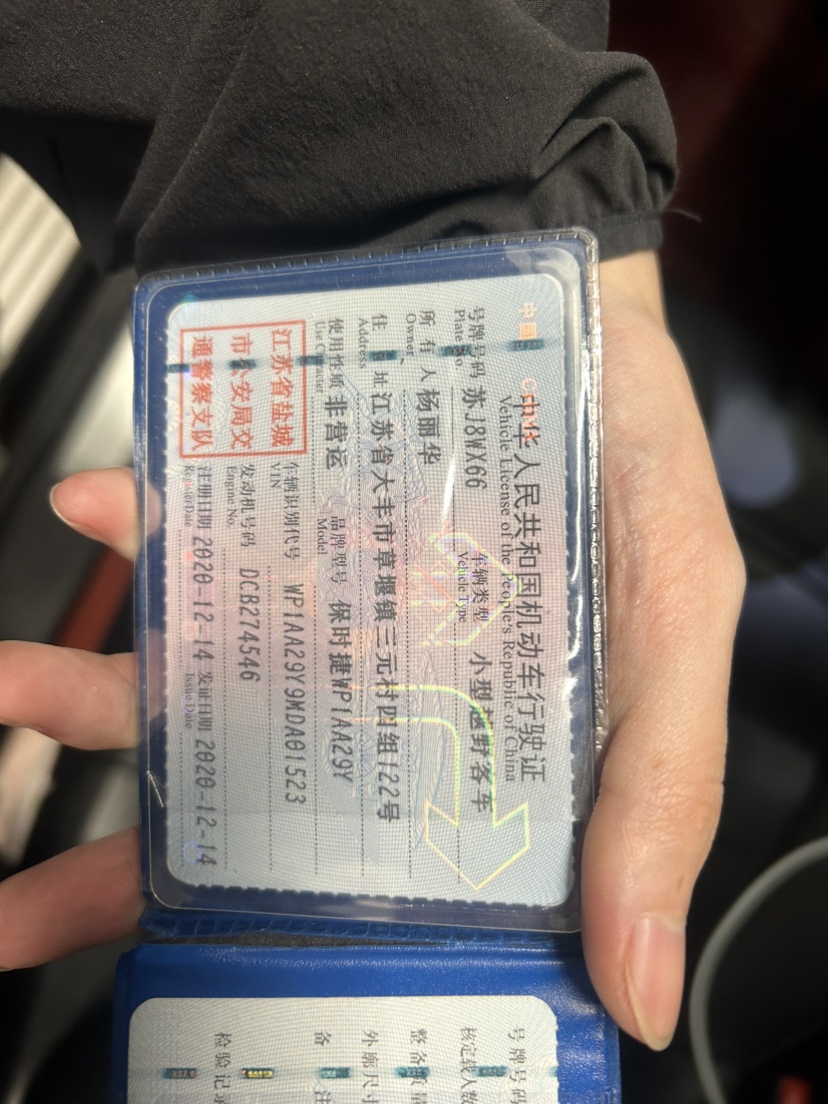 中华人民共和国机动车行驶证
Vehicle License of the People's Republic of China
号牌号码 苏J8WX66 车辆类型 小型越野客车
Plate No. Vehicle Type
所有人 杨丽华
Owner
住址 江苏省大丰市草堰镇三元村四组122号
Address
使用性质 非营运 品牌型号 保时捷WP1AA29Y
Use Character Model
江苏省盐城
市公安局交
通警察支队
车辆识别代号 WP1AA29Y9MDA01523
VIN
发动机号码 DCB274546
Engine No.
注册日期 2020-12-14 发证日期 2020-12-14
Register Date Issue Date
号牌号码
核定载人数
整备质量
外廓尺寸
备注
检验记录